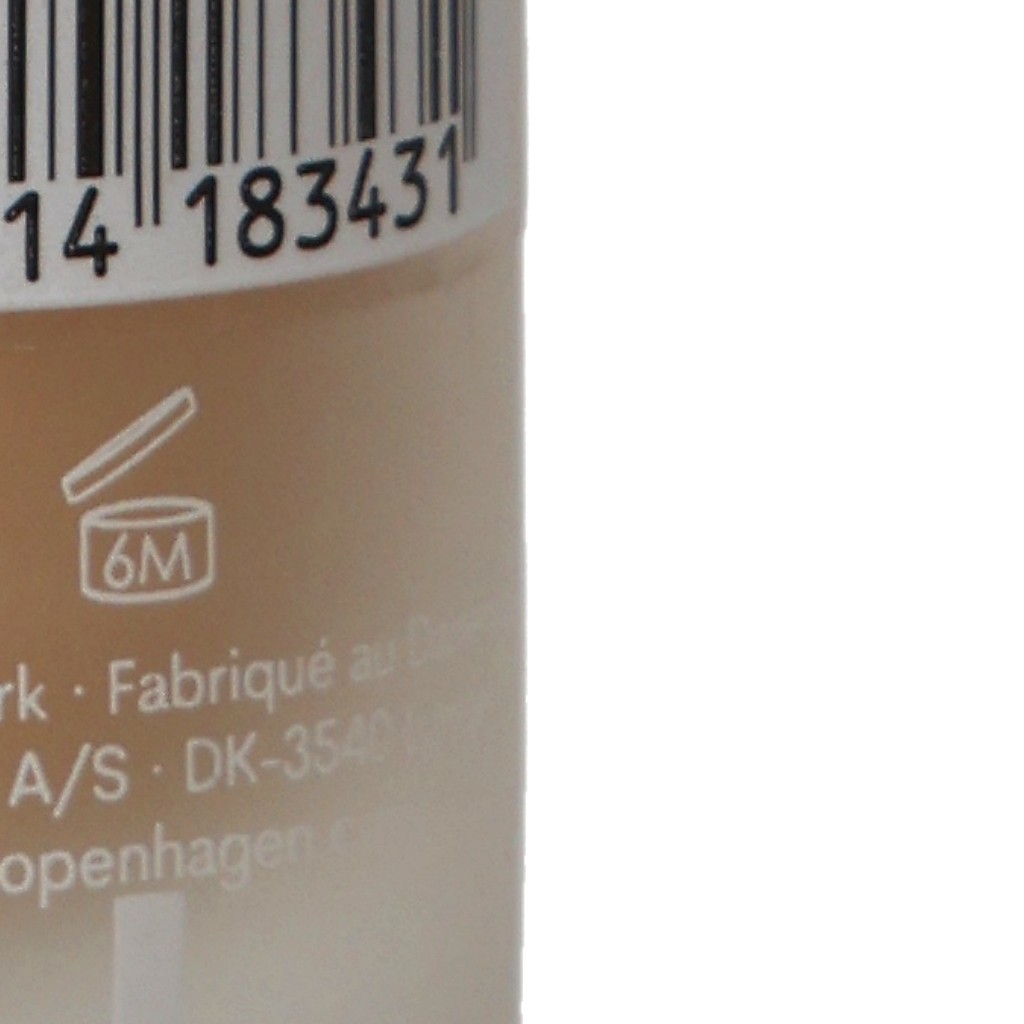 14 183431
6M
rk · Fabriqué au
A/S · DK-3540
openhagen